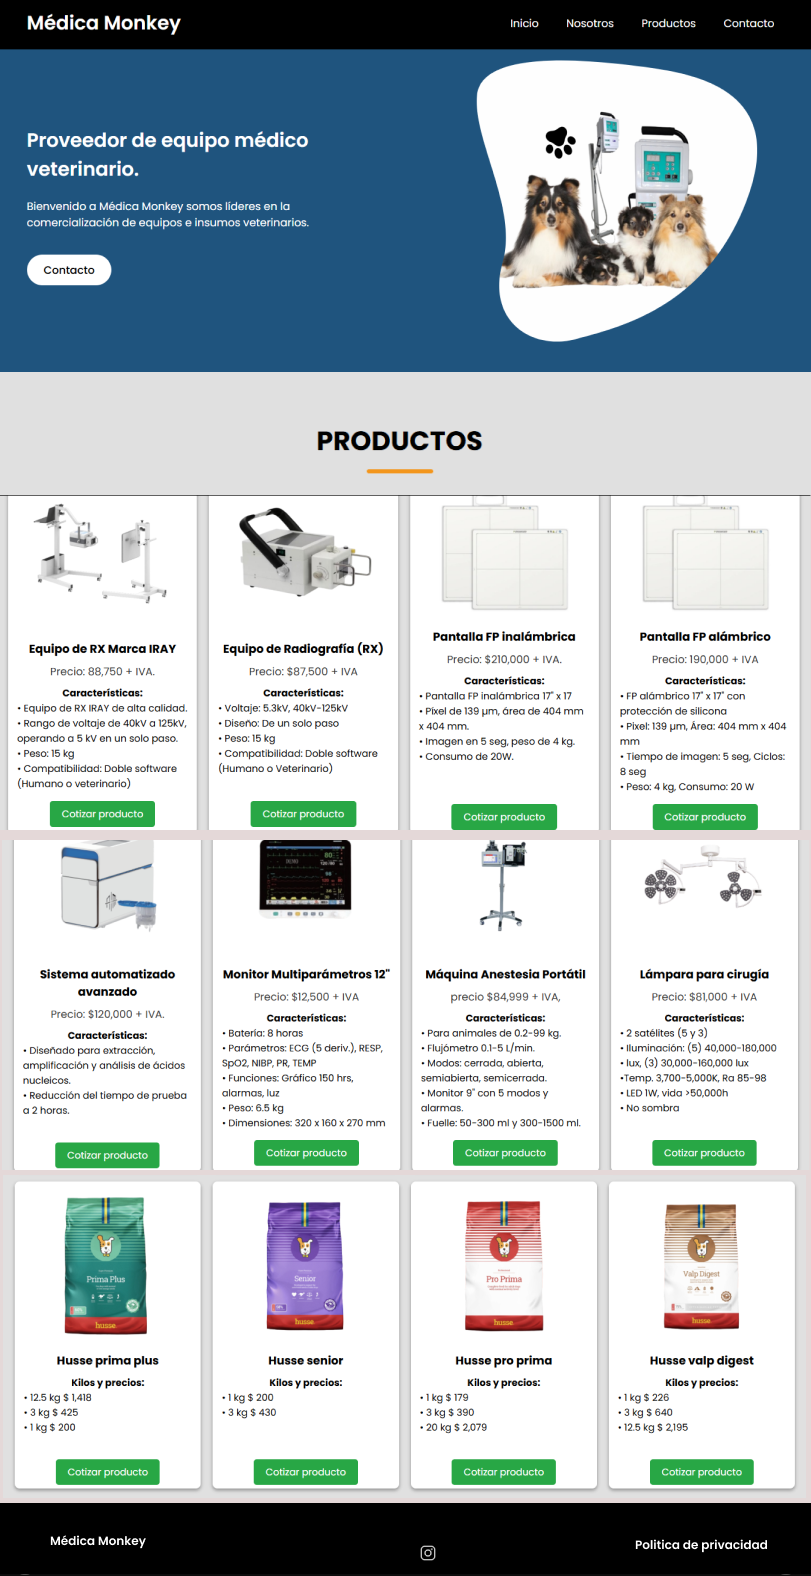 Médica Monkey
Inicio Nosotros Productos Contacto
Proveedor de equipo médico
veterinario.
Bienvenido a Médica Monkey somos líderes en la
comercialización de equipos e insumos veterinarios.
Contacto
PRODUCTOS
Equipo de RX Marca IRAY
Precio: 88,750 + IVA.
Características:
• Equipo de RX IRAY de alta calidad.
• Rango de voltaje de 40kV a 125kV,
operando a 5 kV en un solo paso.
• Peso: 15 kg
• Compatibilidad: Doble software
(Humano o veterinario)
Cotizar producto
Equipo de Radiografía (RX)
Precio: $87,500 + IVA
Características:
• Voltaje: 5.3kV, 40kV-125kV
• Diseño: De un solo paso
• Peso: 15 kg
• Compatibilidad: Doble software
(Humano o Veterinario)
Cotizar producto
Pantalla FP inalámbrica
Precio: $210,000 + IVA.
Características:
• Pantalla FP inalámbrica 17" x 17
• Pixel de 139 µm, área de 404 mm
x 404 mm.
• Imagen en 5 seg, peso de 4 kg.
• Consumo de 20W.
Cotizar producto
Pantalla FP alámbrico
Precio: 190,000 + IVA
Características:
• FP alámbrico 17" x 17" con
protección de silicona
• Pixel: 139 µm, Área: 404 mm x 404
mm
• Tiempo de imagen: 5 seg, Ciclos:
8 seg
• Peso: 4 kg, Consumo: 20 W
Cotizar producto
Sistema automatizado
avanzado
Precio: $120,000 + IVA.
Características:
• Diseñado para extracción,
amplificación y análisis de ácidos
nucleicos.
• Reducción del tiempo de prueba
a 2 horas.
Cotizar producto
Monitor Multiparámetros 12"
Precio: $12,500 + IVA
Características:
• Batería: 8 horas
• Parámetros: ECG (5 deriv.), RESP,
SpO2, NIBP, PR, TEMP
• Funciones: Gráfico 150 hrs,
alarmas, luz
• Peso: 6.5 kg
• Dimensiones: 320 x 160 x 270 mm
Cotizar producto
Máquina Anestesia Portátil
precio $84,999 + IVA,
Características:
• Para animales de 0.2-99 kg.
• Flujómetro 0.1-5 L/min.
• Modos: cerrada, abierta,
semiabierta, semicerrada.
• Monitor 9" con 5 modos y
alarmas.
• Fuelle: 50-300 ml y 300-1500 ml.
Cotizar producto
Lámpara para cirugía
Precio: $81,000 + IVA
Características:
• 2 satélites (5 y 3)
• Iluminación: (5) 40,000-180,000
• lux, (3) 30,000-160,000 lux
•Temp. 3,700-5,000K, Ra 85-98
• LED 1W, vida >50,000h
• No sombra
Cotizar producto
Prima Plus
husse
Husse prima plus
Kilos y precios:
• 12.5 kg $ 1,418
• 3 kg $ 425
• 1 kg $ 200
Cotizar producto
Senior
husse
Husse senior
Kilos y precios:
• 1 kg $ 200
• 3 kg $ 430
Cotizar producto
Pro Prima
husse
Husse pro prima
Kilos y precios:
• 1 kg $ 179
• 3 kg $ 390
• 20 kg $ 2,079
Cotizar producto
Valp Digest
husse
Husse valp digest
Kilos y precios:
• 1 kg $ 226
• 3 kg $ 640
• 12.5 kg $ 2,195
Cotizar producto
Médica Monkey
Politica de privacidad